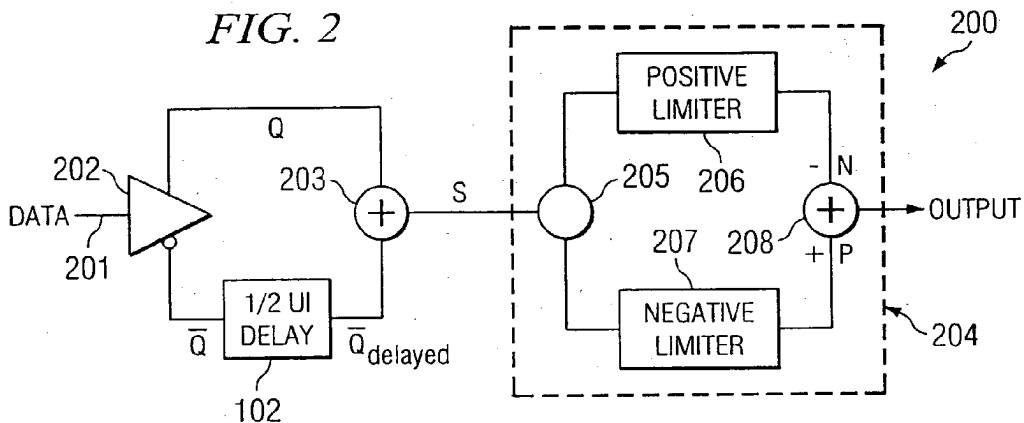 FIG. 2
200
POSITIVE
LIMITER
206
Q
202
203
S
205
- N
DATA
201
OUTPUT
208
+ P
207
NEGATIVE
LIMITER
204
1/2 UI
DELAY
Q̅
Q̅delayed
102